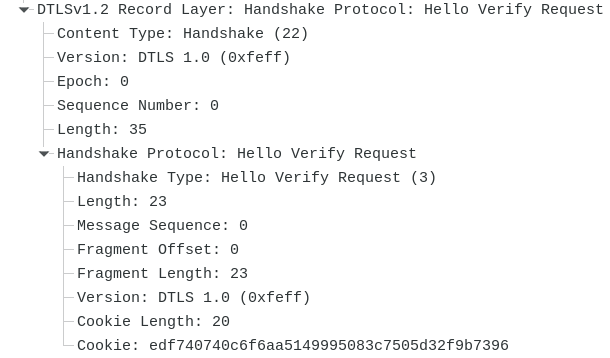 DTLSv1.2 Record Layer: Handshake Protocol: Hello Verify Request
Content Type: Handshake (22)
Version: DTLS 1.0 (0xfeff)
Epoch: 0
Sequence Number: 0
Length: 35
Handshake Protocol: Hello Verify Request
Handshake Type: Hello Verify Request (3)
Length: 23
Message Sequence: 0
Fragment Offset: 0
Fragment Length: 23
Version: DTLS 1.0 (0xfeff)
Cookie Length: 20
Cookie: edf740740c6f6aa5149995083c7505d32f9b7396